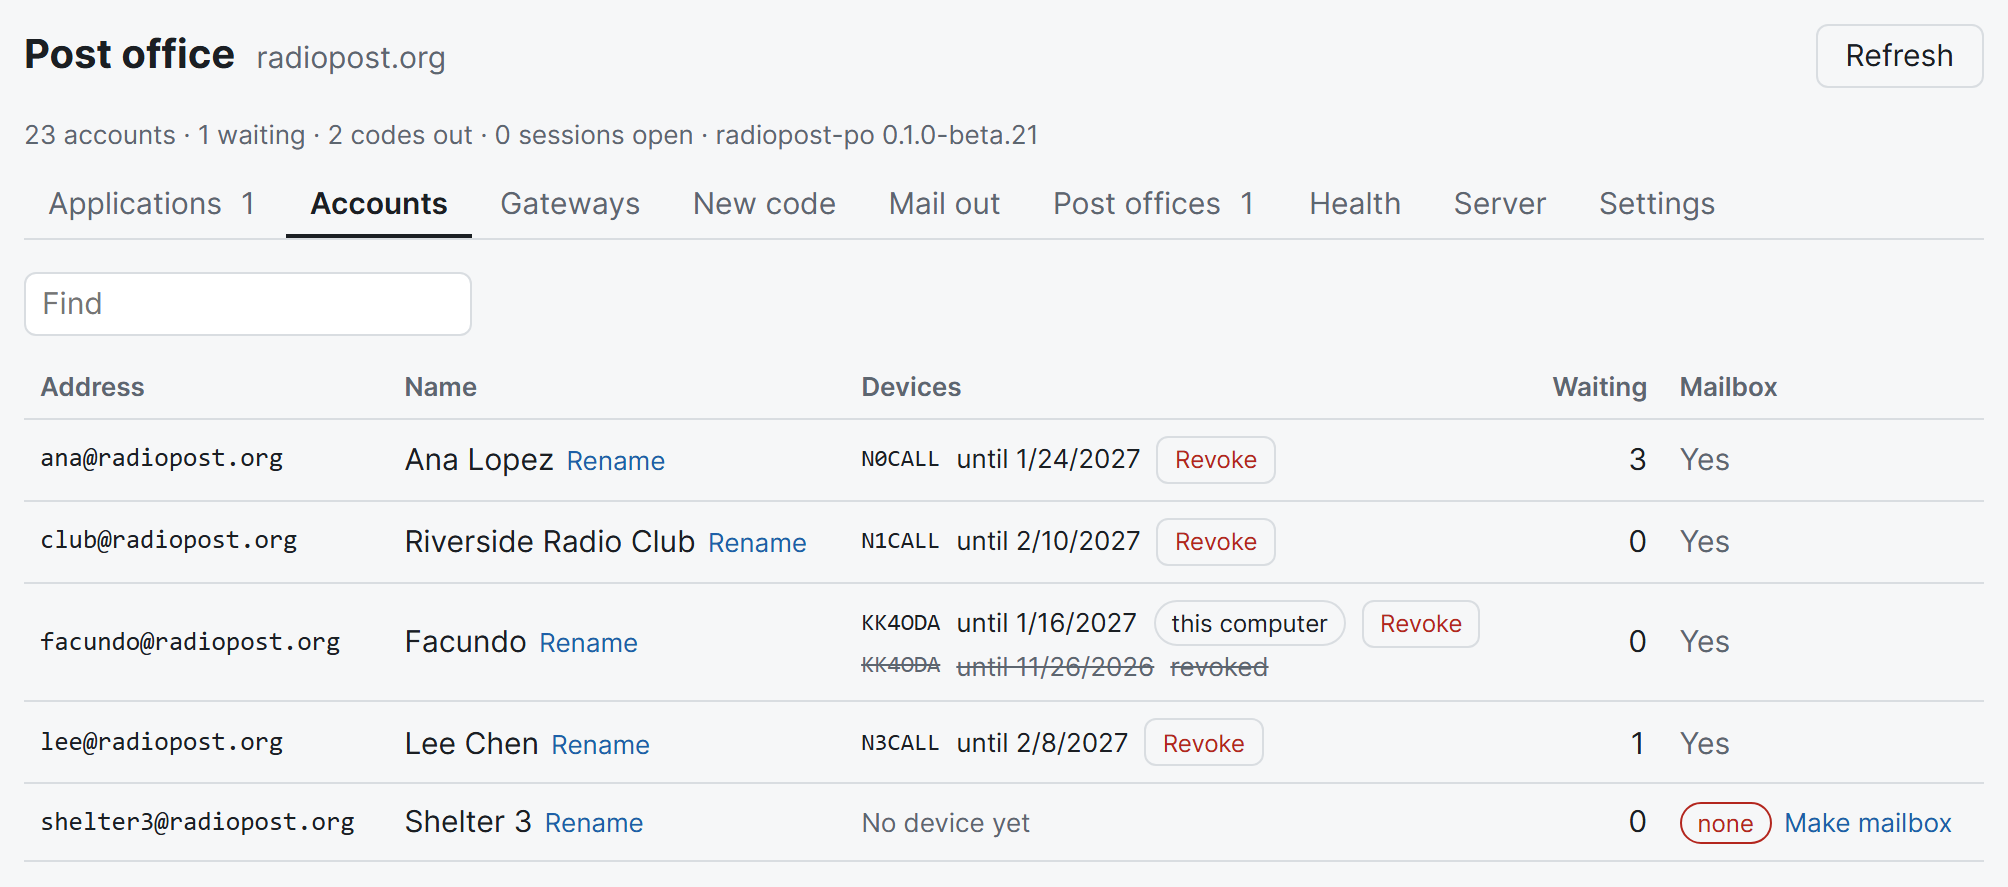 Post office radiopost.org Refresh
23 accounts · 1 waiting · 2 codes out · 0 sessions open · radiopost-po 0.1.0-beta.21
Applications 1 Accounts Gateways New code Mail out Post offices 1 Health Server Settings
Find
Address Name Devices Waiting Mailbox
ana@radiopost.org Ana Lopez Rename N0CALL until 1/24/2027 Revoke 3 Yes
club@radiopost.org Riverside Radio Club Rename N1CALL until 2/10/2027 Revoke 0 Yes
facundo@radiopost.org Facundo Rename KK4ODA until 1/16/2027 this computer Revoke 0 Yes
KK4ODA until 11/26/2026 revoked
lee@radiopost.org Lee Chen Rename N3CALL until 2/8/2027 Revoke 1 Yes
shelter3@radiopost.org Shelter 3 Rename No device yet 0 none Make mailbox